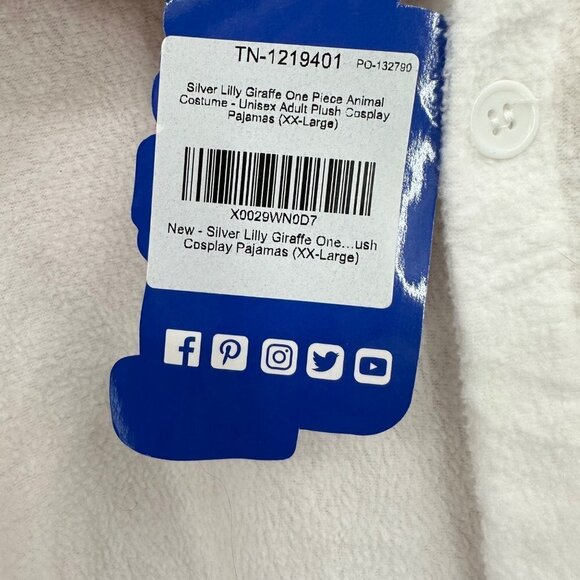 TN-1219401 PO-132790
Silver Lilly Giraffe One Piece Animal
Costume - Unisex Adult Plush Cosplay
Pajamas (XX-Large)
X0029WN0D7
New - Silver Lilly Giraffe One...ush
Cosplay Pajamas (XX-Large)